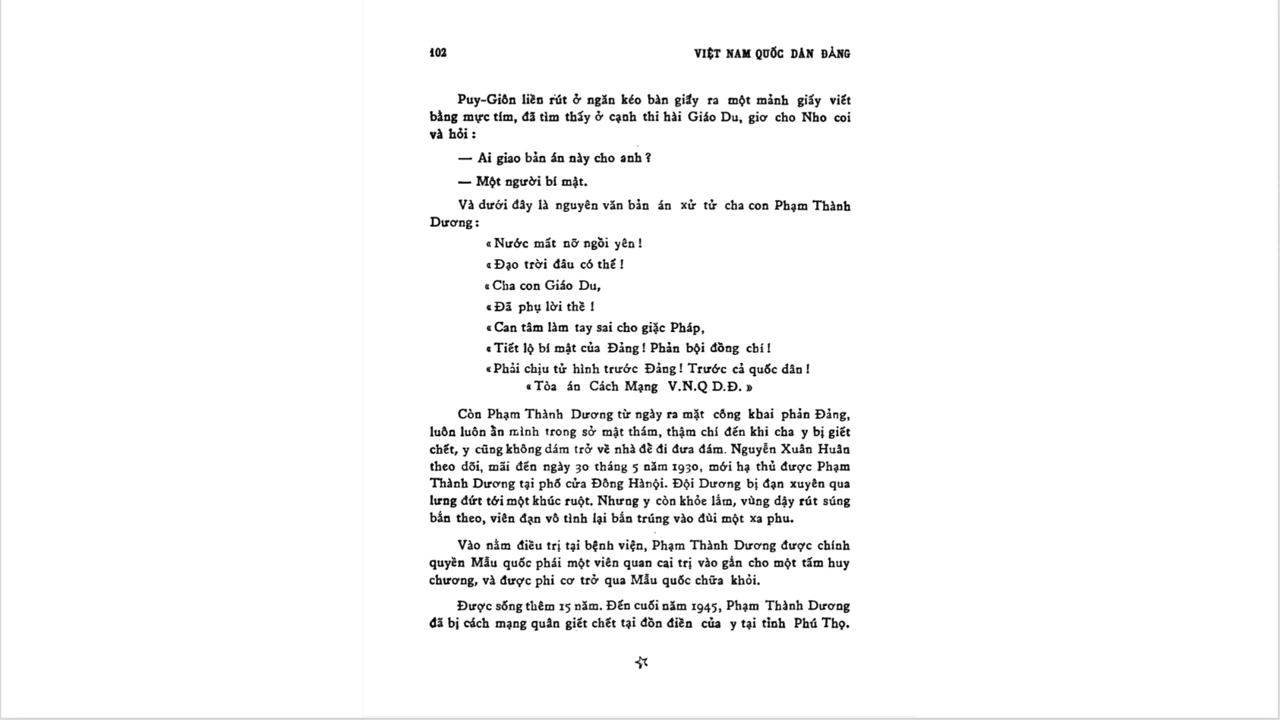 102 VIỆT NAM QUỐC DÂN ĐẢNG
Puy-Giôn liền rút ở ngăn kéo bàn giấy ra một mảnh giấy viết
bằng mực tím, đã tìm thấy ở cạnh thi hài Giáo Du, giơ cho Nho coi
và hỏi :
— Ai giao bản án này cho anh ?
— Một người bí mật.
Và dưới đây là nguyên văn bản án xử tử cha con Phạm Thành
Dương :
« Nước mất nỡ ngồi yên !
« Đạo trời đâu có thế !
« Cha con Giáo Du,
« Đã phụ lời thề !
« Can tâm làm tay sai cho giặc Pháp,
« Tiết lộ bí mật của Đảng ! Phản bội đồng chí !
« Phải chịu tử hình trước Đảng ! Trước cả quốc dân !
« Tòa án Cách Mạng V.N.Q D.Đ. »
Còn Phạm Thành Dương từ ngày ra mặt công khai phản Đảng,
luôn luôn ẩn mình trong sở mật thám, thậm chí đến khi cha y bị giết
chết, y cũng không dám trở về nhà để đi đưa đám. Nguyễn Xuân Huân
theo dõi, mãi đến ngày 30 tháng 5 năm 1930, mới hạ thủ được Phạm
Thành Dương tại phố cửa Đông Hànội. Đội Dương bị đạn xuyên qua
lưng đứt tới một khúc ruột. Nhưng y còn khỏe lắm, vùng dậy rút súng
bắn theo, viên đạn vô tình lại bắn trúng vào đùi một xa phu.
Vào nằm điều trị tại bệnh viện, Phạm Thành Dương được chính
quyền Mẫu quốc phái một viên quan cai trị vào gắn cho một tấm huy
chương, và được phi cơ trở qua Mẫu quốc chữa khỏi.
Được sống thêm 15 năm. Đến cuối năm 1945, Phạm Thành Dương
đã bị cách mạng quân giết chết tại đồn điền của y tại tỉnh Phú Thọ.